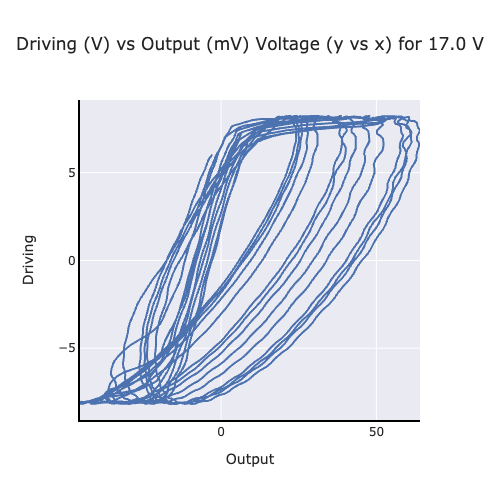 Driving (V) vs Output (mV) Voltage (y vs x) for 17.0 V
5
0
−5
Driving
0 50
Output